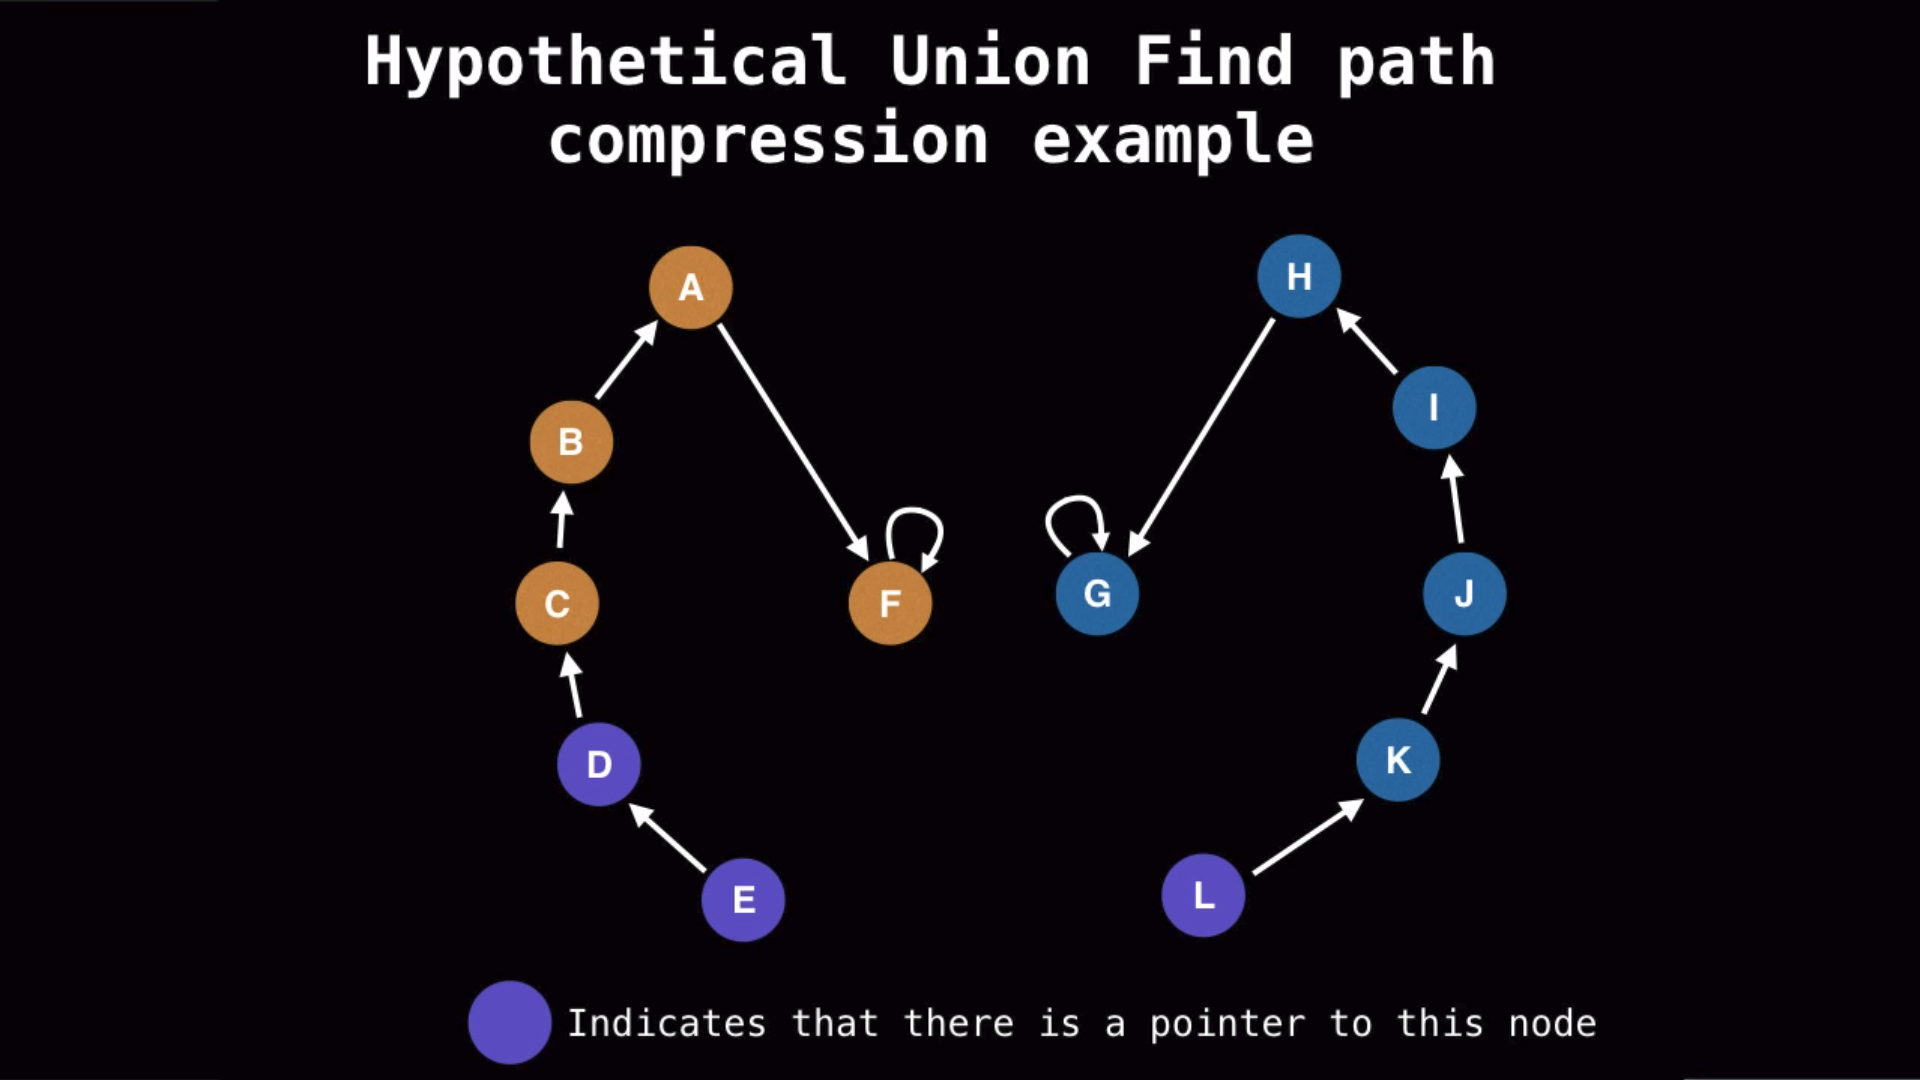 Hypothetical Union Find path
compression example
A
H
B
I
C
F
G
J
D
K
E
L
Indicates that there is a pointer to this node